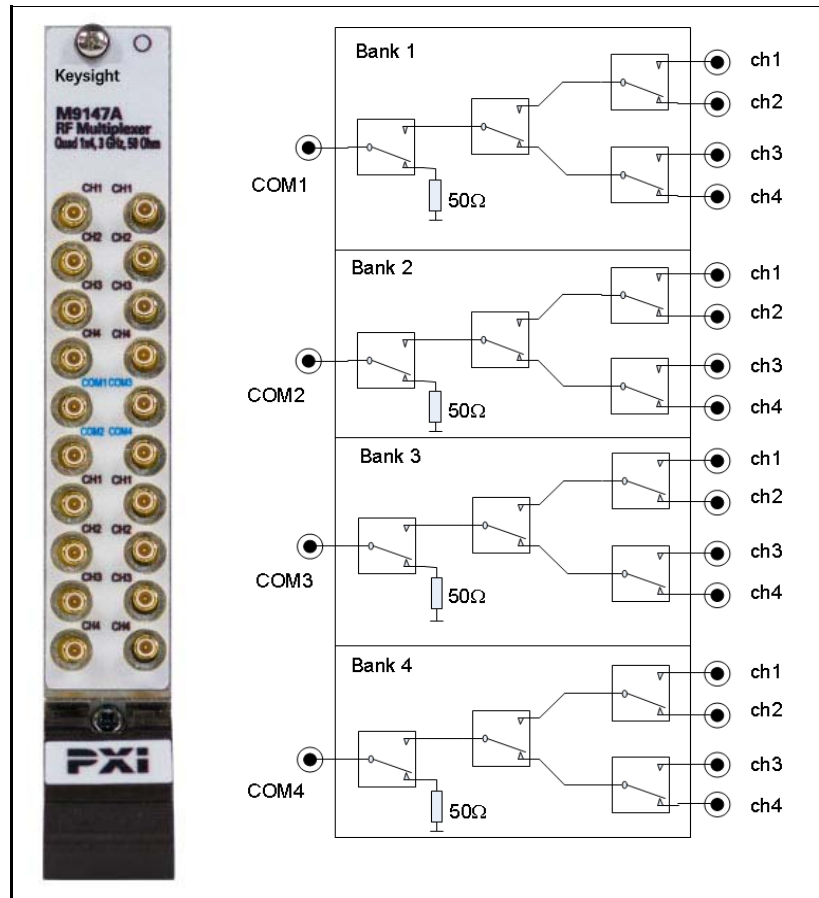 Keysight
M9147A
RF Multiplexer
Quad 1x4, 3 GHz, 50 Ohm
CH1 CH1
CH2 CH2
CH3 CH3
CH4 CH4
COM1 COM3
COM2 COM4
CH1 CH1
CH2 CH2
CH3 CH3
CH4 CH4
PXI
Bank 1
COM1
50Ω
ch1
ch2
ch3
ch4
Bank 2
COM2
50Ω
ch1
ch2
ch3
ch4
Bank 3
COM3
50Ω
ch1
ch2
ch3
ch4
Bank 4
COM4
50Ω
ch1
ch2
ch3
ch4